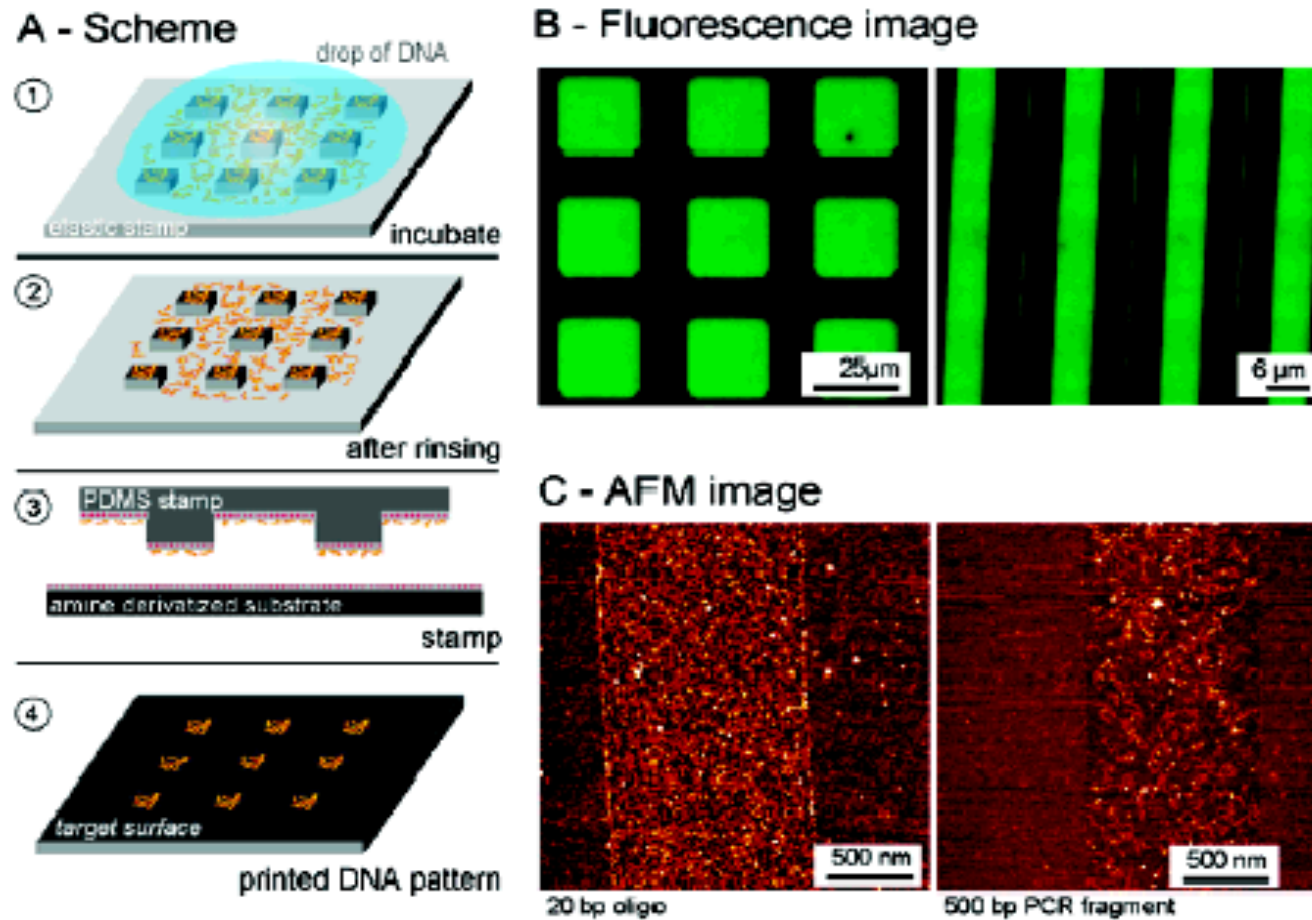 A - Scheme
drop of DNA
1
elastic stamp
incubate
2
after rinsing
3
PDMS stamp
amine derivatized substrate
stamp
4
target surface
printed DNA pattern
B - Fluorescence image
25μm
6 μm
C - AFM image
500 nm
500 nm
20 bp oligo
500 bp PCR fragment